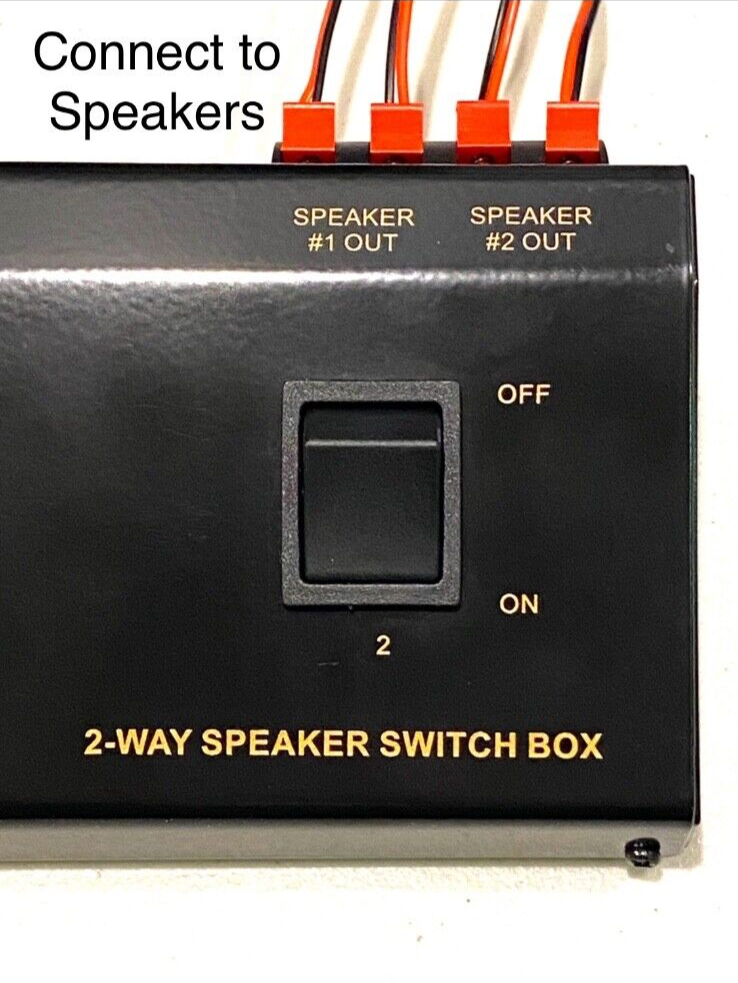 Connect to
Speakers
SPEAKER
#1 OUT
SPEAKER
#2 OUT
OFF
ON
2
2-WAY SPEAKER SWITCH BOX